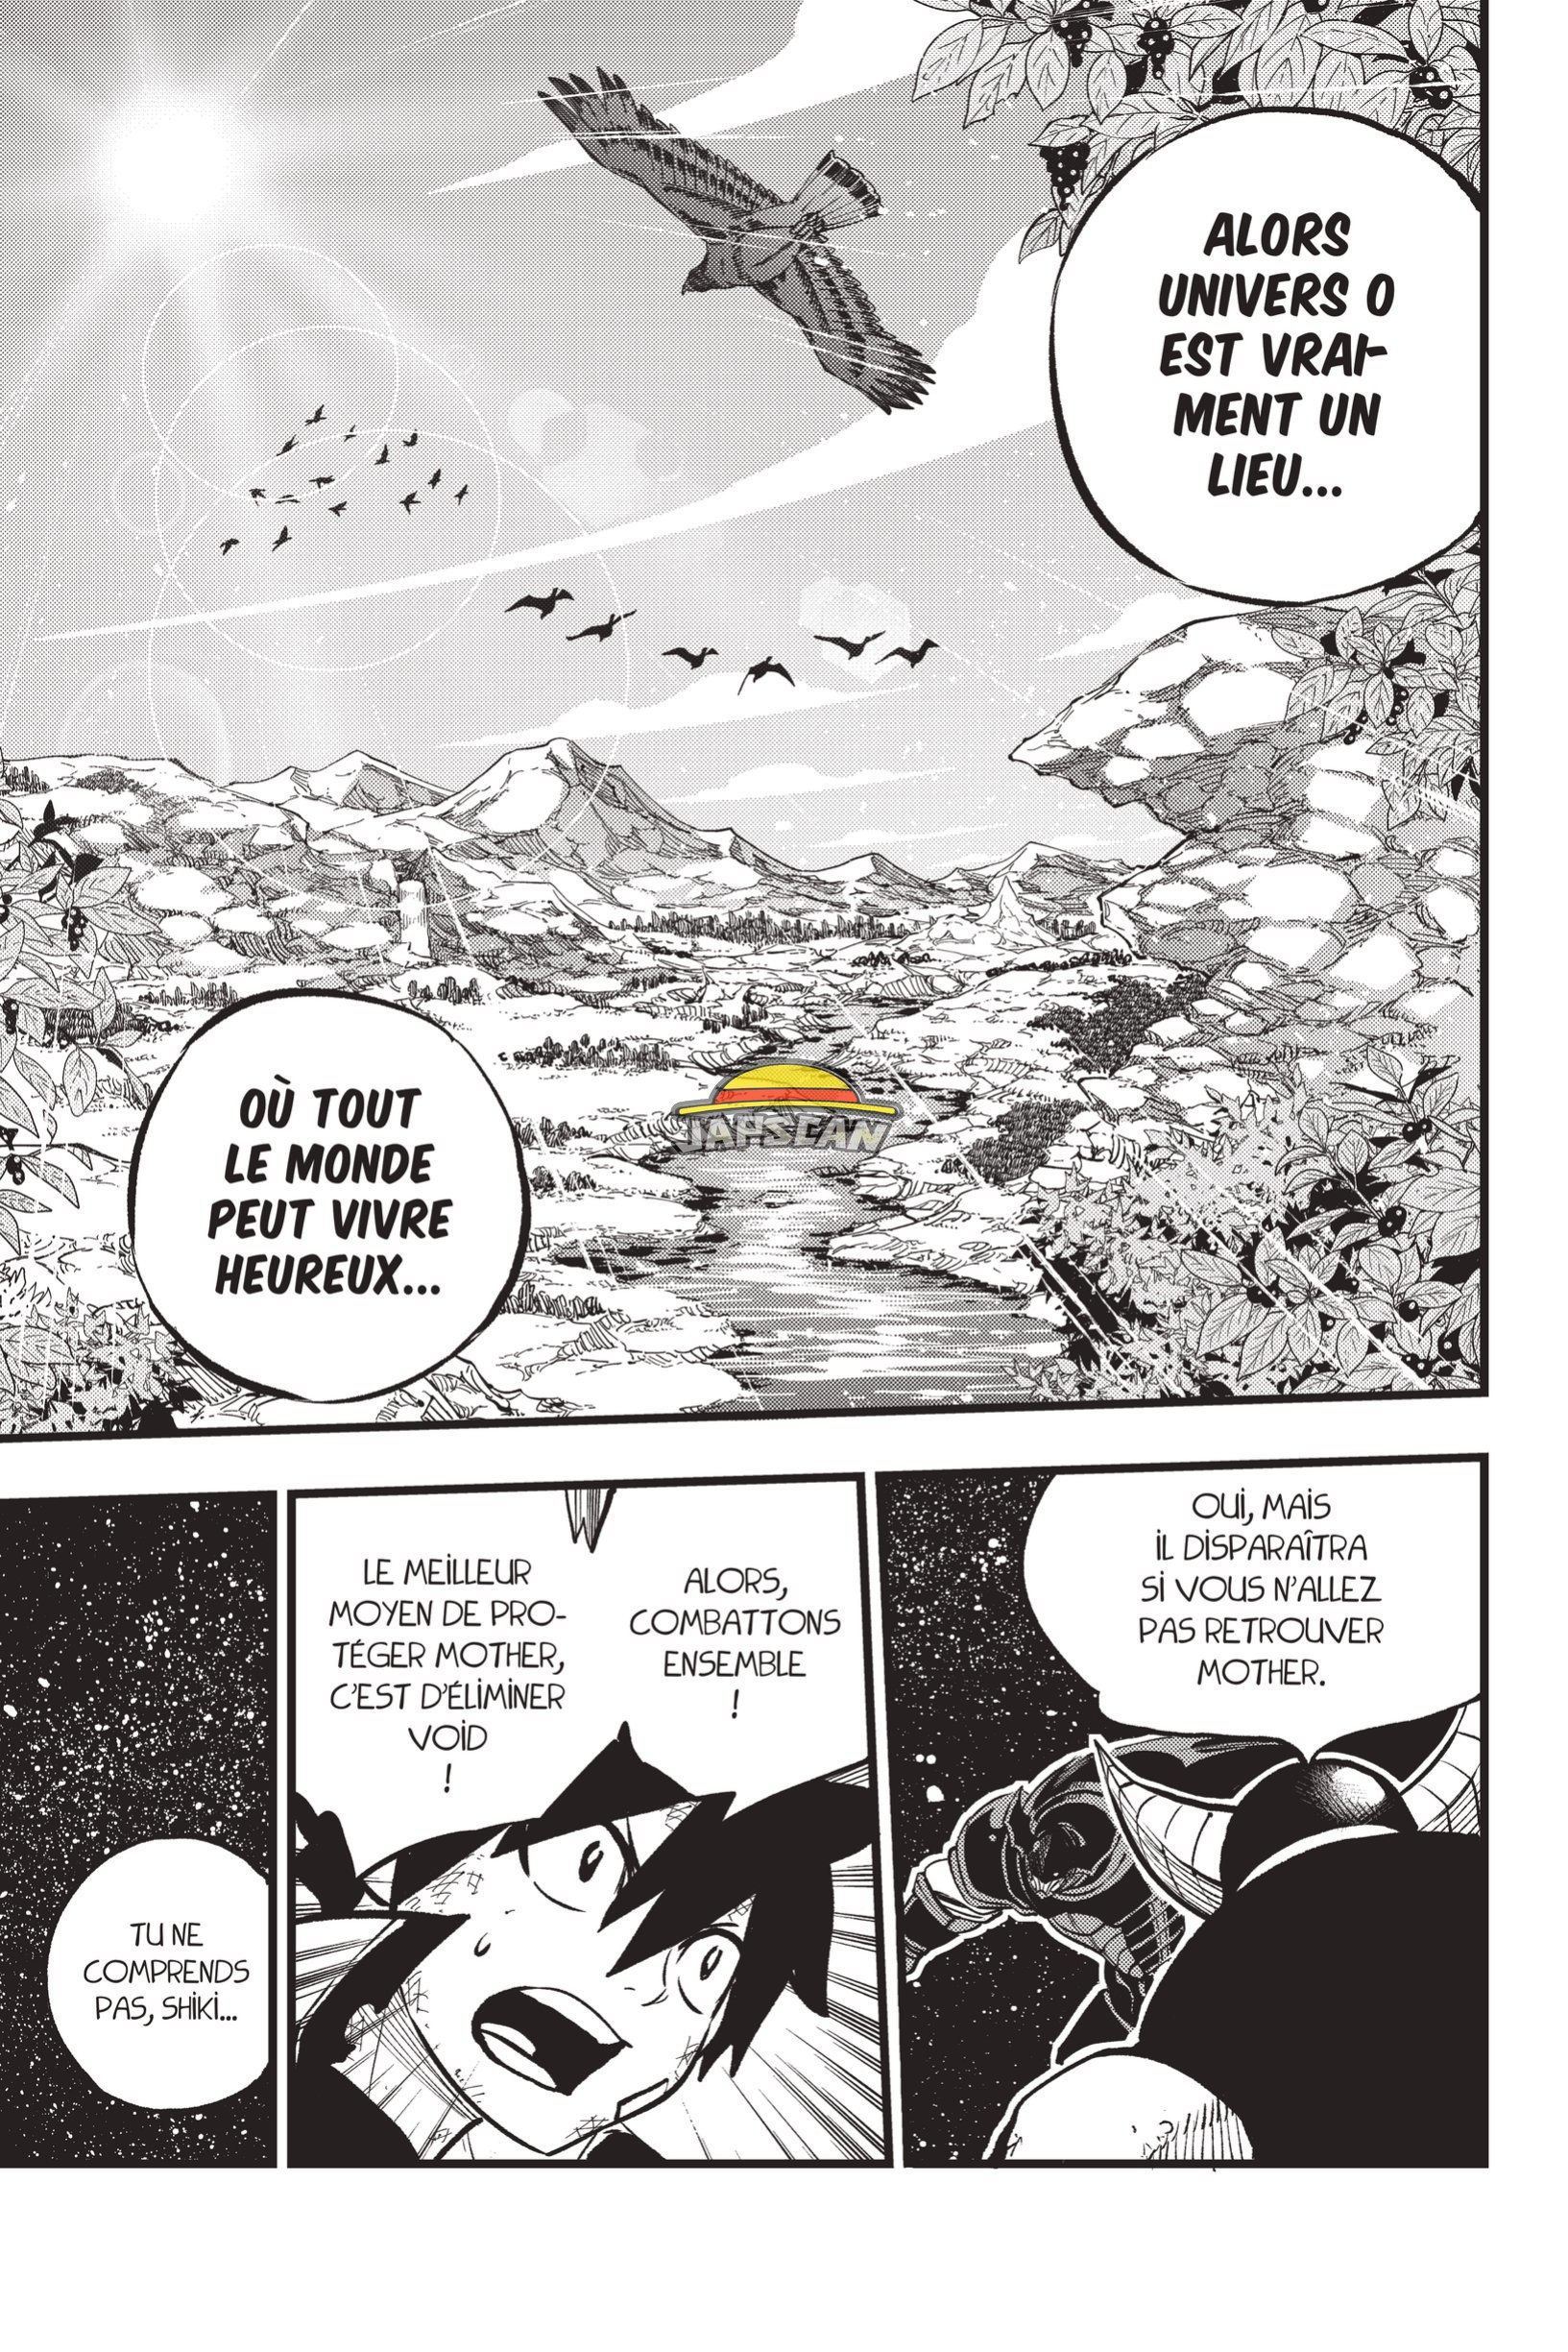 ALORS
UNIVERS 0
EST VRAI-
MENT UN
LIEU...
OÙ TOUT
LE MONDE
PEUT VIVRE
HEUREUX...
JAPSCAN
OUI, MAIS
IL DISPARAÎTRA
SI VOUS N'ALLEZ
PAS RETROUVER
MOTHER.
ALORS,
COMBATTONS
ENSEMBLE
!
LE MEILLEUR
MOYEN DE PRO-
TÉGER MOTHER,
C'EST D'ÉLIMINER
VOID
!
TU NE
COMPRENDS
PAS, SHIKI...